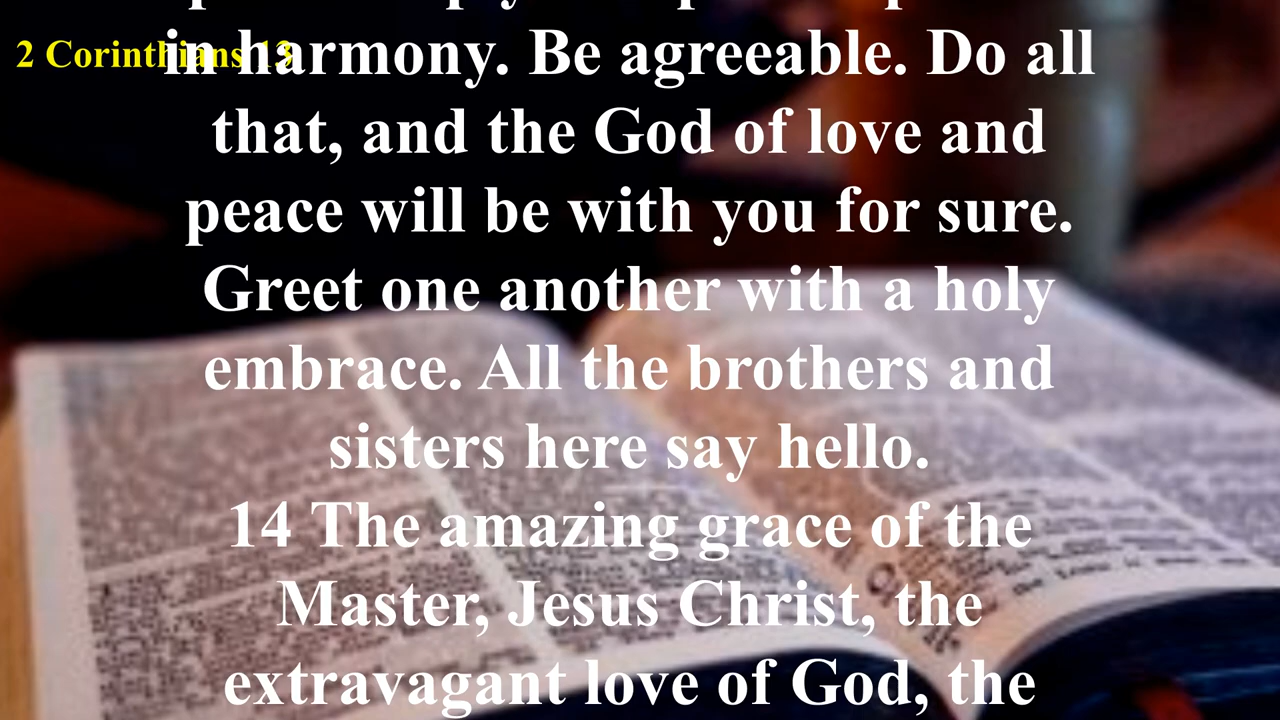 2 Corinthians 13
in harmony. Be agreeable. Do all
that, and the God of love and
peace will be with you for sure.
Greet one another with a holy
embrace. All the brothers and
sisters here say hello.
14 The amazing grace of the
Master, Jesus Christ, the
extravagant love of God, the